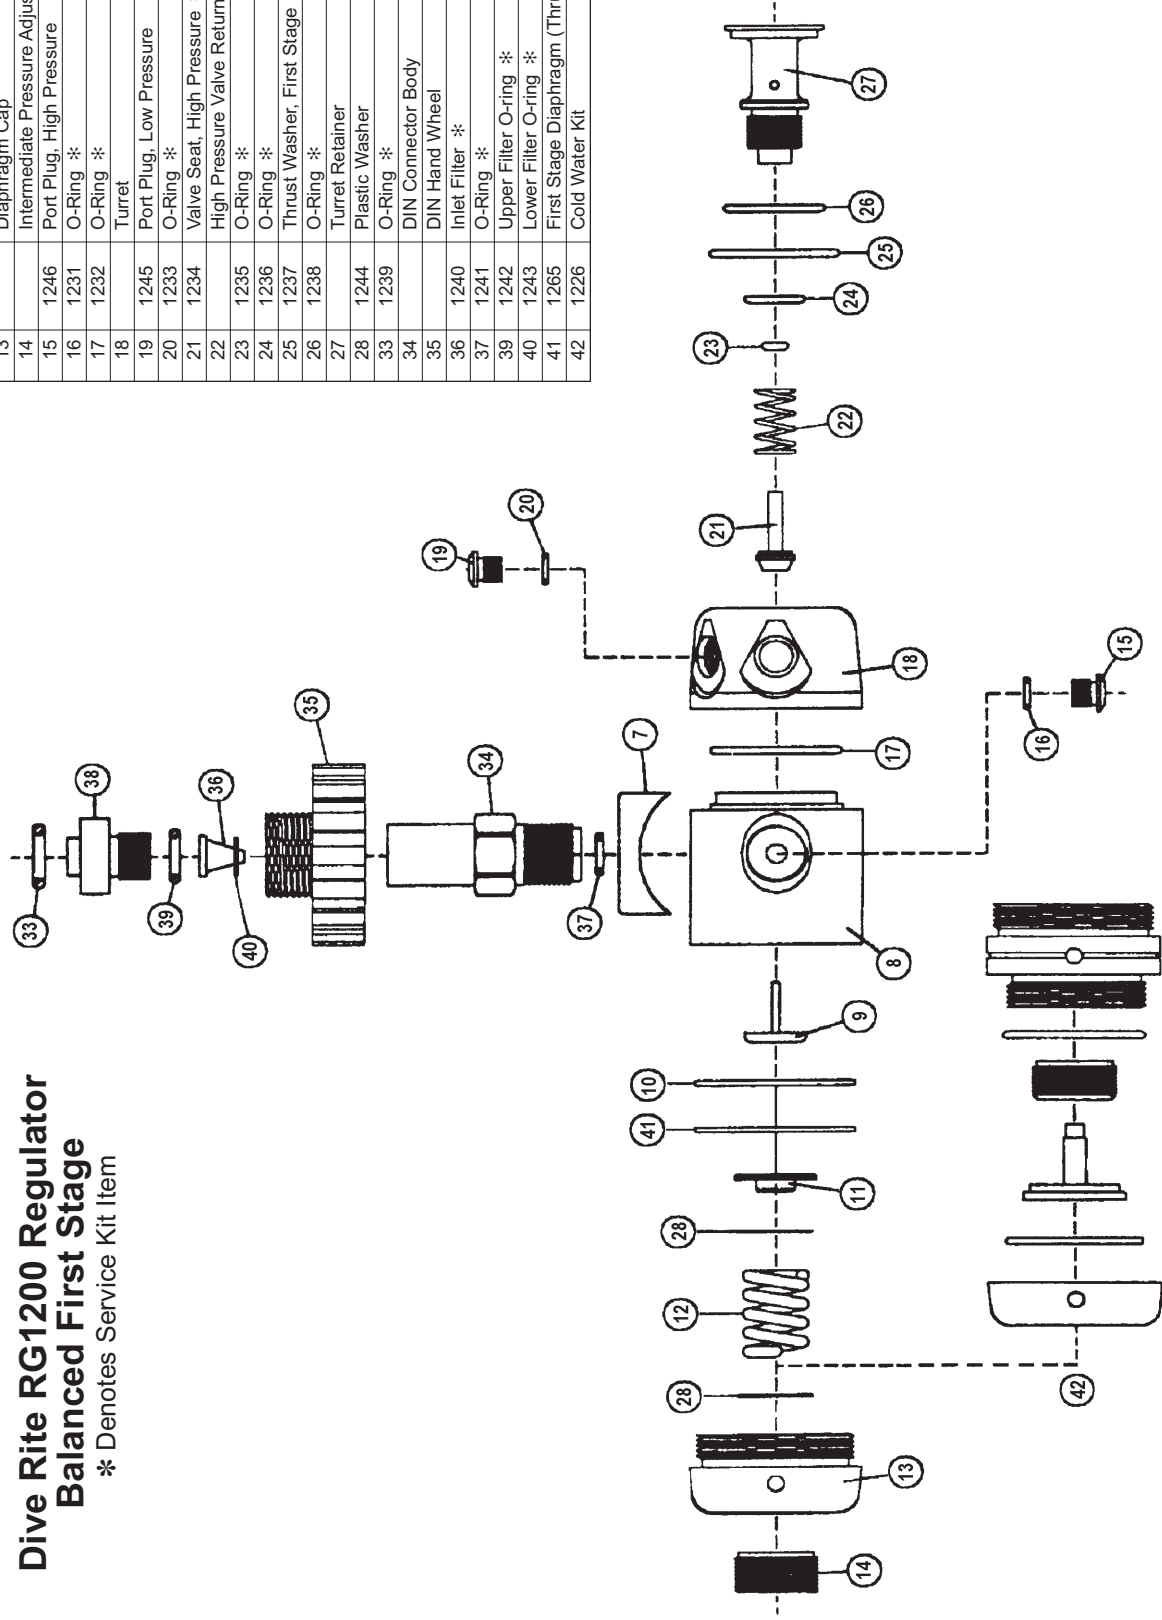 Dive Rite RG1200 Regulator
Balanced First Stage
✻ Denotes Service Kit Item
13 Diaphragm Cap
14 Intermediate Pressure
15 1246 Port Plug, High Pressure
16 1231 O-Ring ✻
17 1232 O-Ring ✻
18 Turret
19 1245 Port Plug, Low Pressure
20 1233 O-Ring ✻
21 1234 Valve Seat, High Pressure ✻
22 High Pressure Valve Return
23 1235 O-Ring ✻
24 1236 O-Ring ✻
25 1237 Thrust Washer, First Stage
26 1238 O-Ring ✻
27 Turret Retainer
28 1244 Plastic Washer
33 1239 O-Ring ✻
34 DIN Connector Body
35 DIN Hand Wheel
36 1240 Inlet Filter ✻
37 1241 O-Ring ✻
39 1242 Upper Filter O-ring ✻
40 1243 Lower Filter O-ring ✻
41 1265 First Stage Diaphragm
42 1226 Cold Water Kit
33
38
39
36
40
35
19
34
20
37
7
10
41
28
12
28
23
21
22
24
9
11
14
27
26
25
8
17
13
18
16
42
15